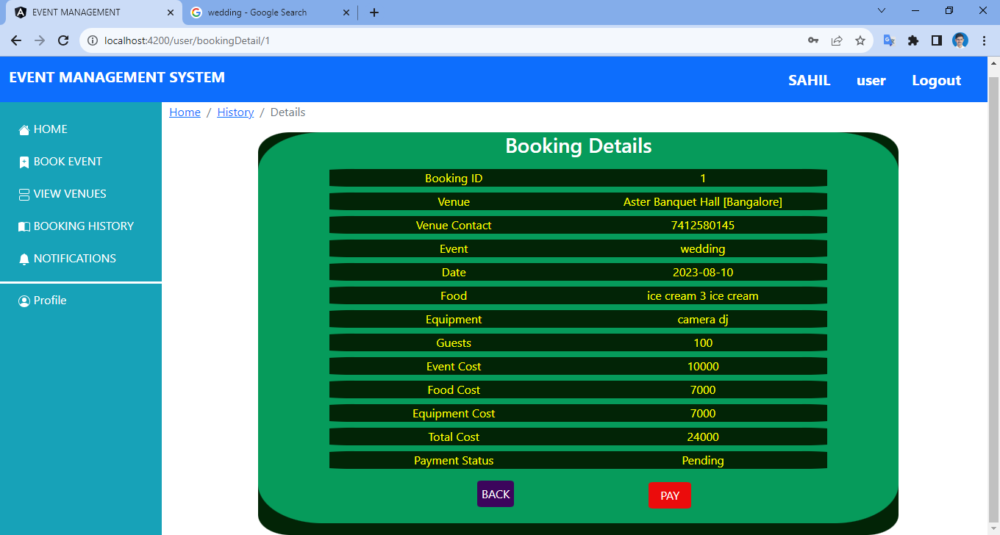 EVENT MANAGEMENT
wedding - Google Search
localhost:4200/user/bookingDetail/1
EVENT MANAGEMENT SYSTEM
SAHIL user Logout
HOME
BOOK EVENT
VIEW VENUES
BOOKING HISTORY
NOTIFICATIONS
Profile
Home / History / Details
Booking Details
Booking ID 1
Venue Aster Banquet Hall [Bangalore]
Venue Contact 7412580145
Event wedding
Date 2023-08-10
Food ice cream 3 ice cream
Equipment camera dj
Guests 100
Event Cost 10000
Food Cost 7000
Equipment Cost 7000
Total Cost 24000
Payment Status Pending
BACK PAY